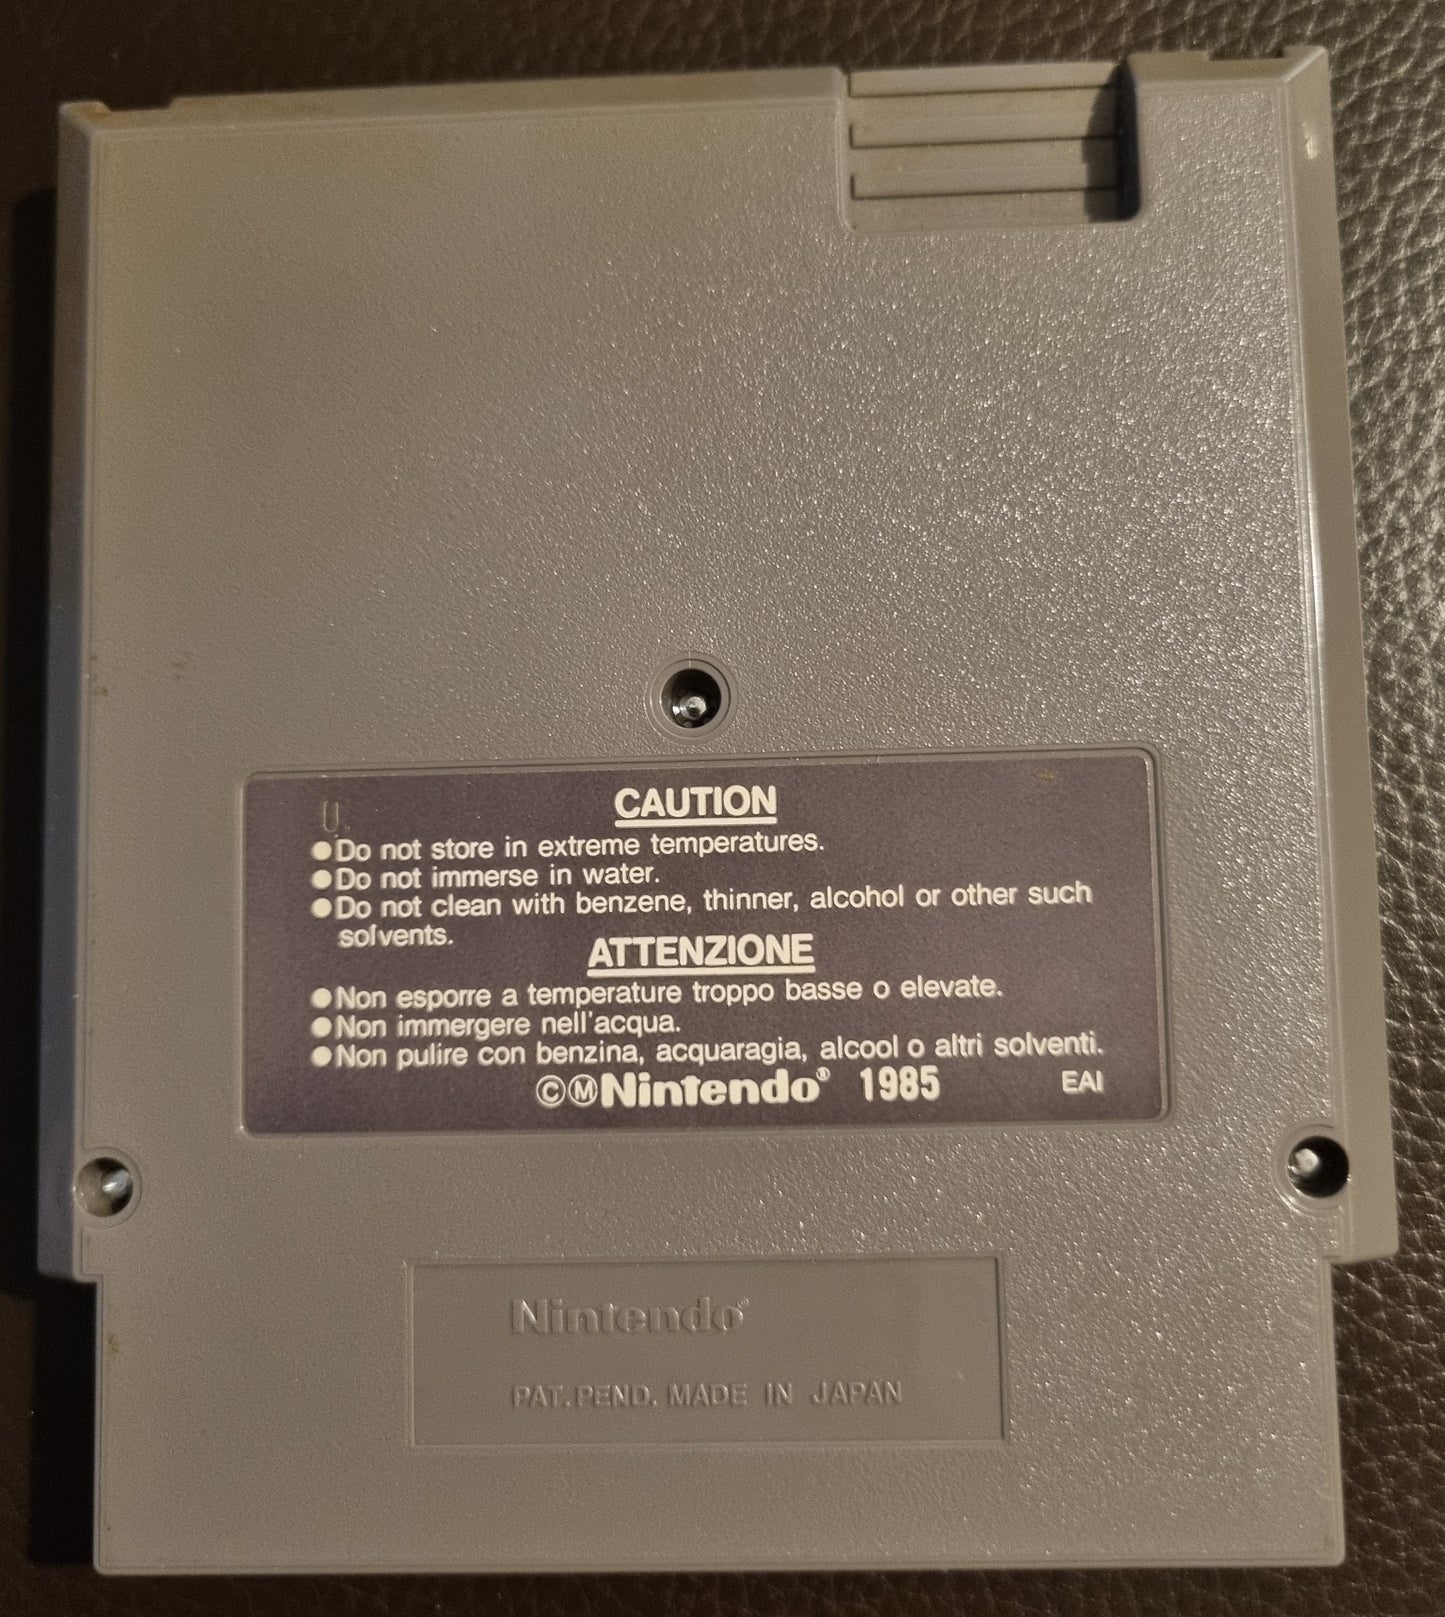 CAUTION
●Do not store in extreme temperatures.
●Do not immerse in water.
●Do not clean with benzene, thinner, alcohol or other such
solvents.
ATTENZIONE
●Non esporre a temperature troppo basse o elevate.
●Non immergere nell'acqua.
●Non pulire con benzina, acquaragia, alcool o altri solventi.
©ⓂNintendo® 1985 EAI
Nintendo®
PAT. PEND. MADE IN JAPAN